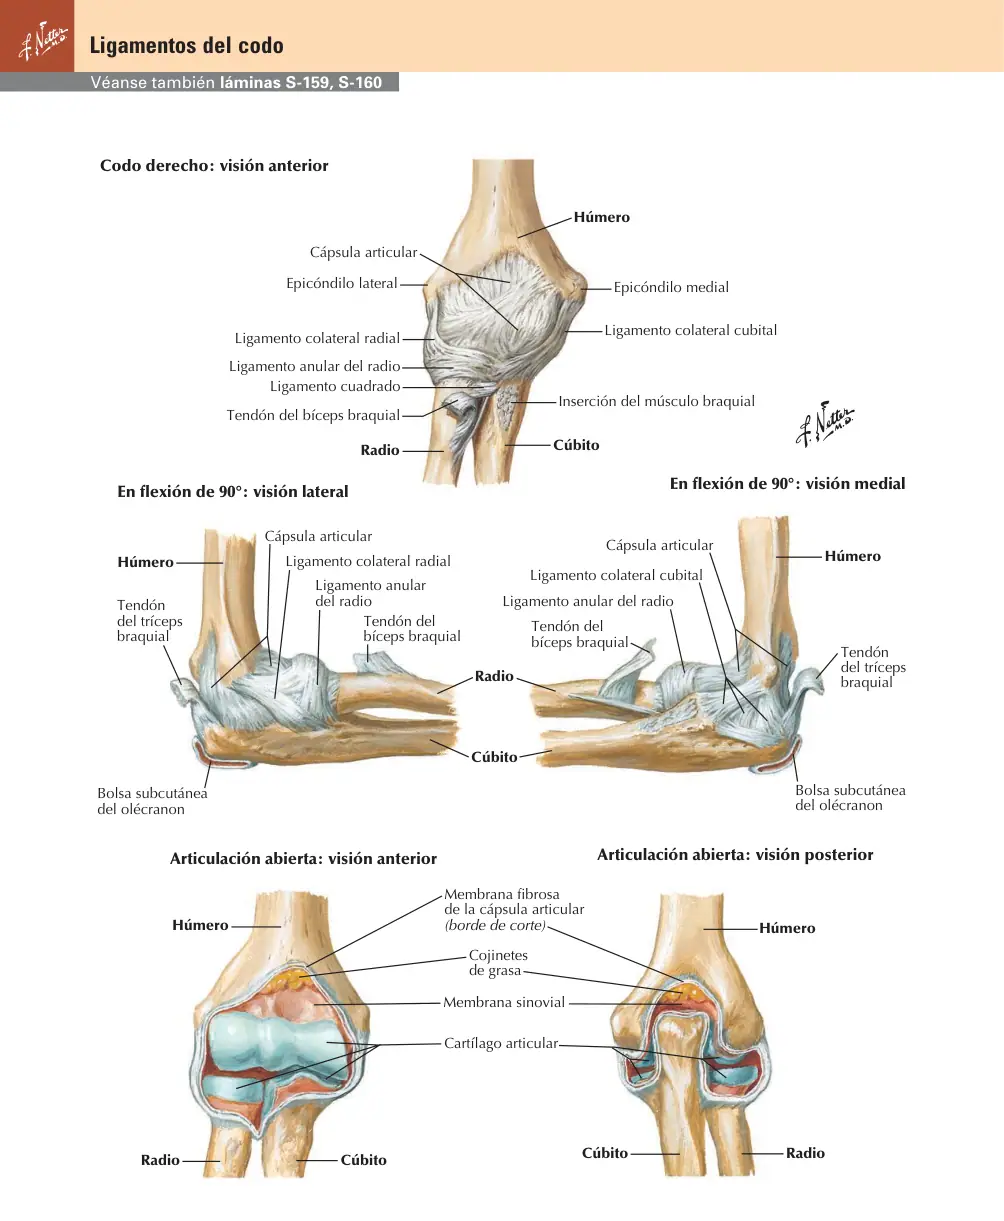 F. Netter M.D.
Ligamentos del codo
Véanse también láminas S-159, S-160
Codo derecho: visión anterior
Húmero
Cápsula articular
Epicóndilo lateral
Epicóndilo medial
Ligamento colateral cubital
Ligamento colateral radial
Ligamento anular del radio
Ligamento cuadrado
Inserción del músculo braquial
Tendón del bíceps braquial
Cúbito
Radio
F. Netter M.D.
En flexión de 90°: visión lateral
Cápsula articular
Húmero
Ligamento colateral radial
Ligamento anular
del radio
Tendón
del tríceps
braquial
Tendón del
bíceps braquial
Radio
Cúbito
Bolsa subcutánea
del olécranon
En flexión de 90°: visión medial
Cápsula articular
Húmero
Ligamento colateral cubital
Ligamento anular del radio
Tendón del
bíceps braquial
Tendón
del tríceps
braquial
Bolsa subcutánea
del olécranon
Articulación abierta: visión anterior
Húmero
Membrana fibrosa
de la cápsula articular
(borde de corte)
Cojinetes
de grasa
Membrana sinovial
Cartílago articular
Radio
Cúbito
Articulación abierta: visión posterior
Húmero
Cúbito
Radio